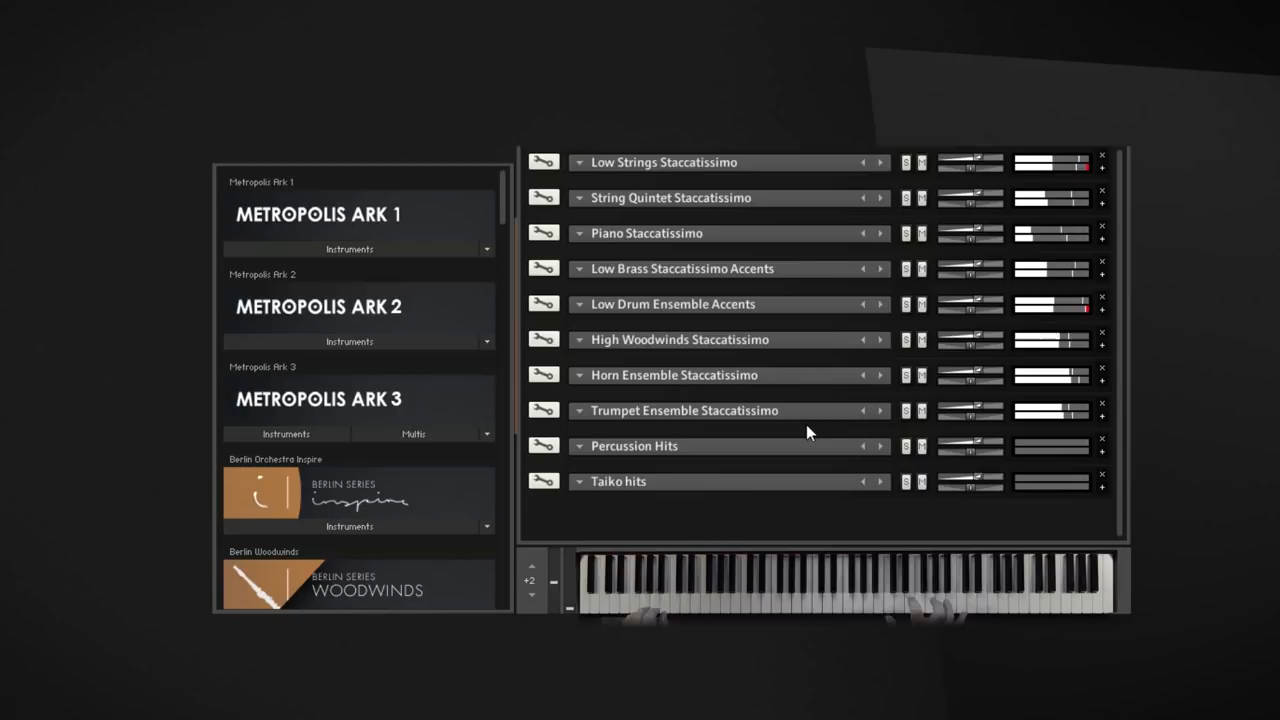 Metropolis Ark 1
METROPOLIS ARK 1
Instruments
Metropolis Ark 2
METROPOLIS ARK 2
Instruments
Metropolis Ark 3
METROPOLIS ARK 3
Instruments Multis
Berlin Orchestra Inspire
BERLIN SERIES
inspire
Instruments
Berlin Woodwinds
BERLIN SERIES
WOODWINDS
Low Strings Staccatissimo S M
String Quintet Staccatissimo S M
Piano Staccatissimo S M
Low Brass Staccatissimo Accents S M
Low Drum Ensemble Accents S M
High Woodwinds Staccatissimo S M
Horn Ensemble Staccatissimo S M
Trumpet Ensemble Staccatissimo S M
Percussion Hits S M
Taiko hits S M
+2